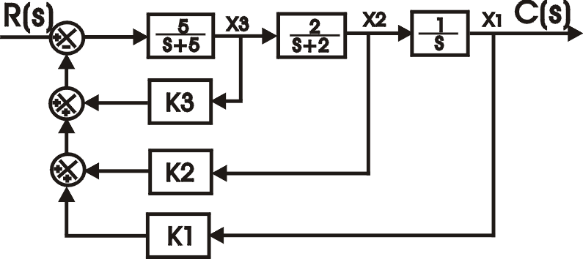 R(s) C(s)
5 X3 2 X2 1 X1
S+5 S+2 S
+ -
+ K3
+
+ K2
+
K1